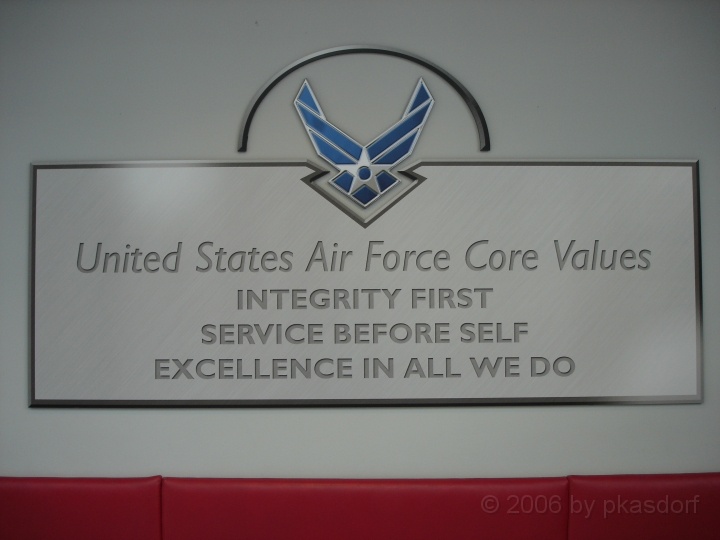 United States Air Force Core Values
INTEGRITY FIRST
SERVICE BEFORE SELF
EXCELLENCE IN ALL WE DO
© 2006 by pkasdorf